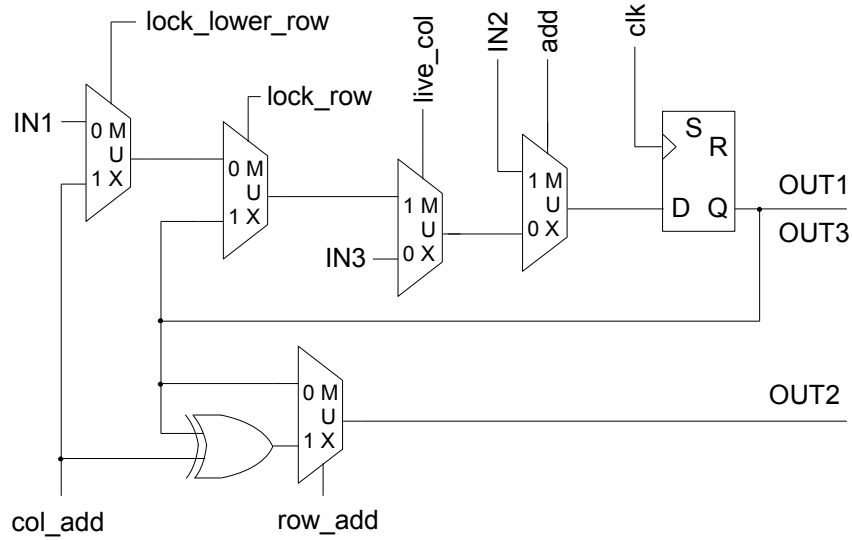 lock_lower_row
IN2
add
clk
live_col
lock_row
IN1
0 M
U
1 X
0 M
U
1 X
1 M
U
0 X
IN3
1 M
U
0 X
S
R
D Q
OUT1
OUT3
0 M
U
1 X
OUT2
col_add
row_add